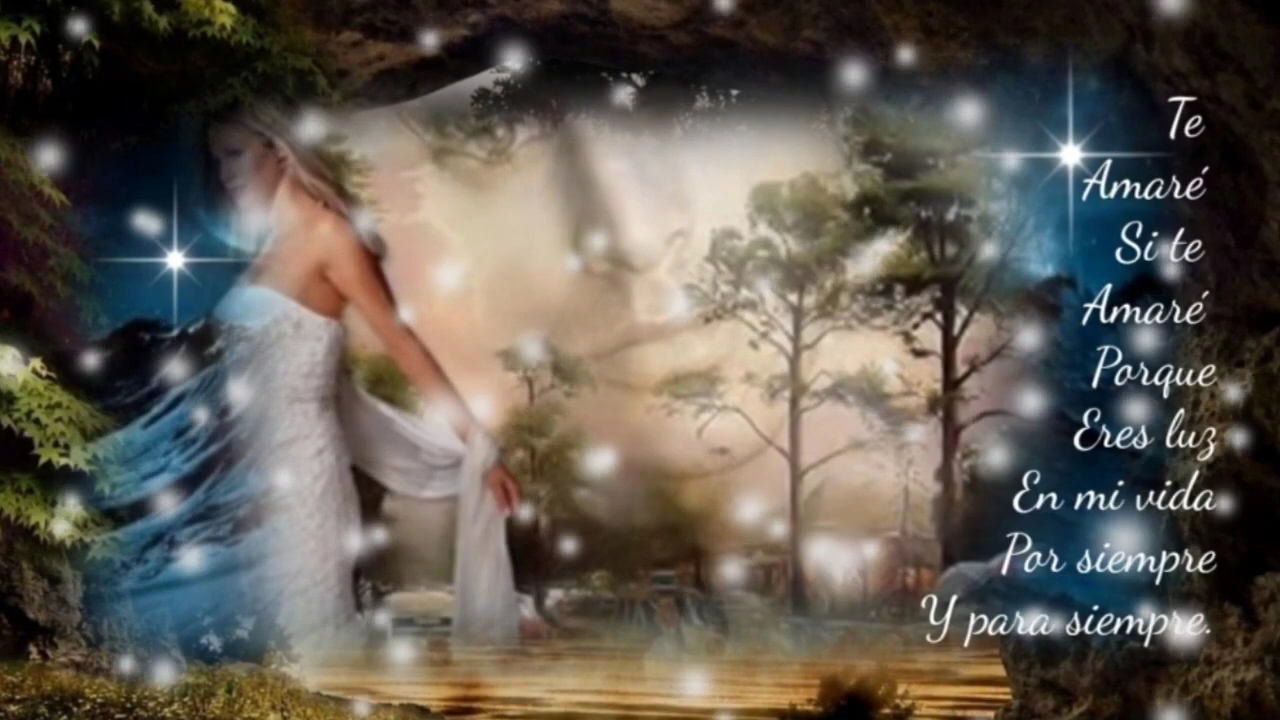 Te
Amaré
Si te
Amaré
Porque
Eres luz
En mi vida
Por siempre
Y para siempre.